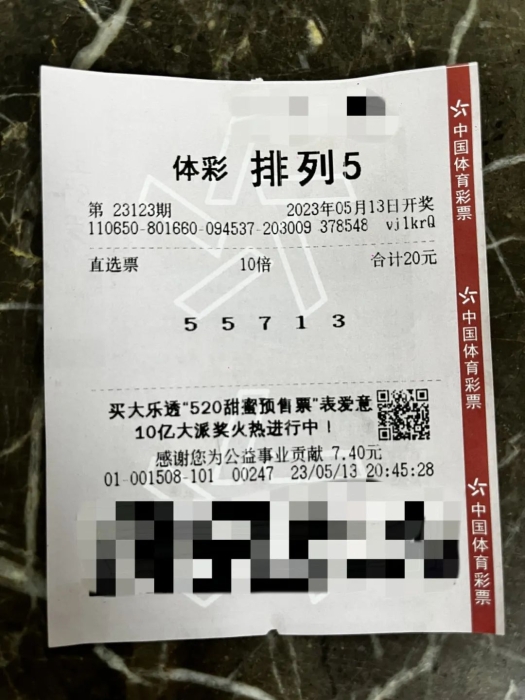 体彩 排列5
第 23123期 2023年05月13日开奖
110650-801660-094537-203009 378548 vj1krQ
直选票 10倍 合计20元
5 5 7 1 3
买大乐透“520甜蜜预售票”表爱意
10亿大派奖火热进行中！
感谢您为公益事业贡献 7.40元
01-001508-101 00247 23/05/13 20:45:28
中国体育彩票
中国体育彩票
中国体育彩票